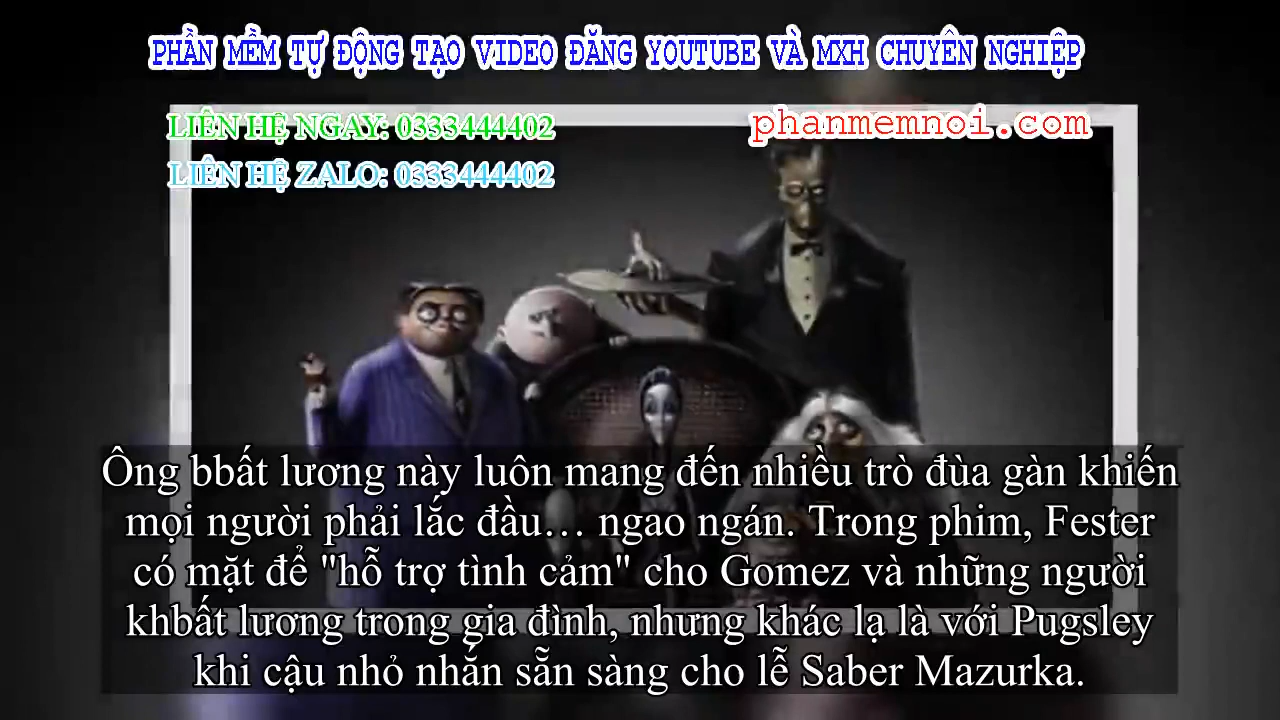 PHẦN MỀM TỰ ĐỘNG TẠO VIDEO ĐĂNG YOUTUBE VÀ MXH CHUYÊN NGHIỆP
LIÊN HỆ NGAY: 0333444402
phanmemnoi.com
LIÊN HỆ ZALO: 0333444402
Ông bbất lương này luôn mang đến nhiều trò đùa gàn khiến
mọi người phải lắc đầu… ngao ngán. Trong phim, Fester
có mặt để "hỗ trợ tình cảm" cho Gomez và những người
khbất lương trong gia đình, nhưng khác lạ là với Pugsley
khi cậu nhỏ nhắn sẵn sàng cho lễ Saber Mazurka.